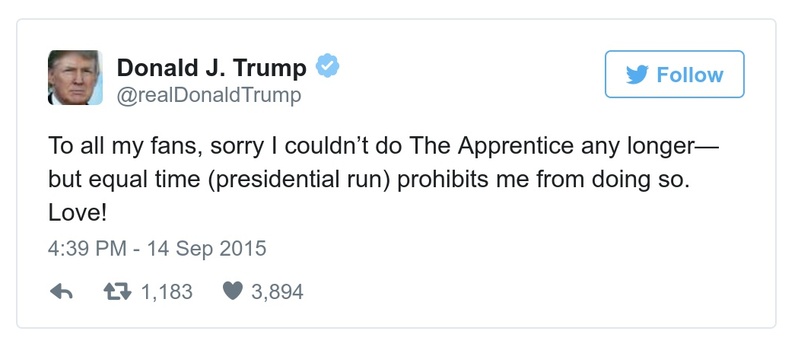 Donald J. Trump
@realDonaldTrump
Follow
To all my fans, sorry I couldn’t do The Apprentice any longer—
but equal time (presidential run) prohibits me from doing so.
Love!
4:39 PM - 14 Sep 2015
1,183 3,894